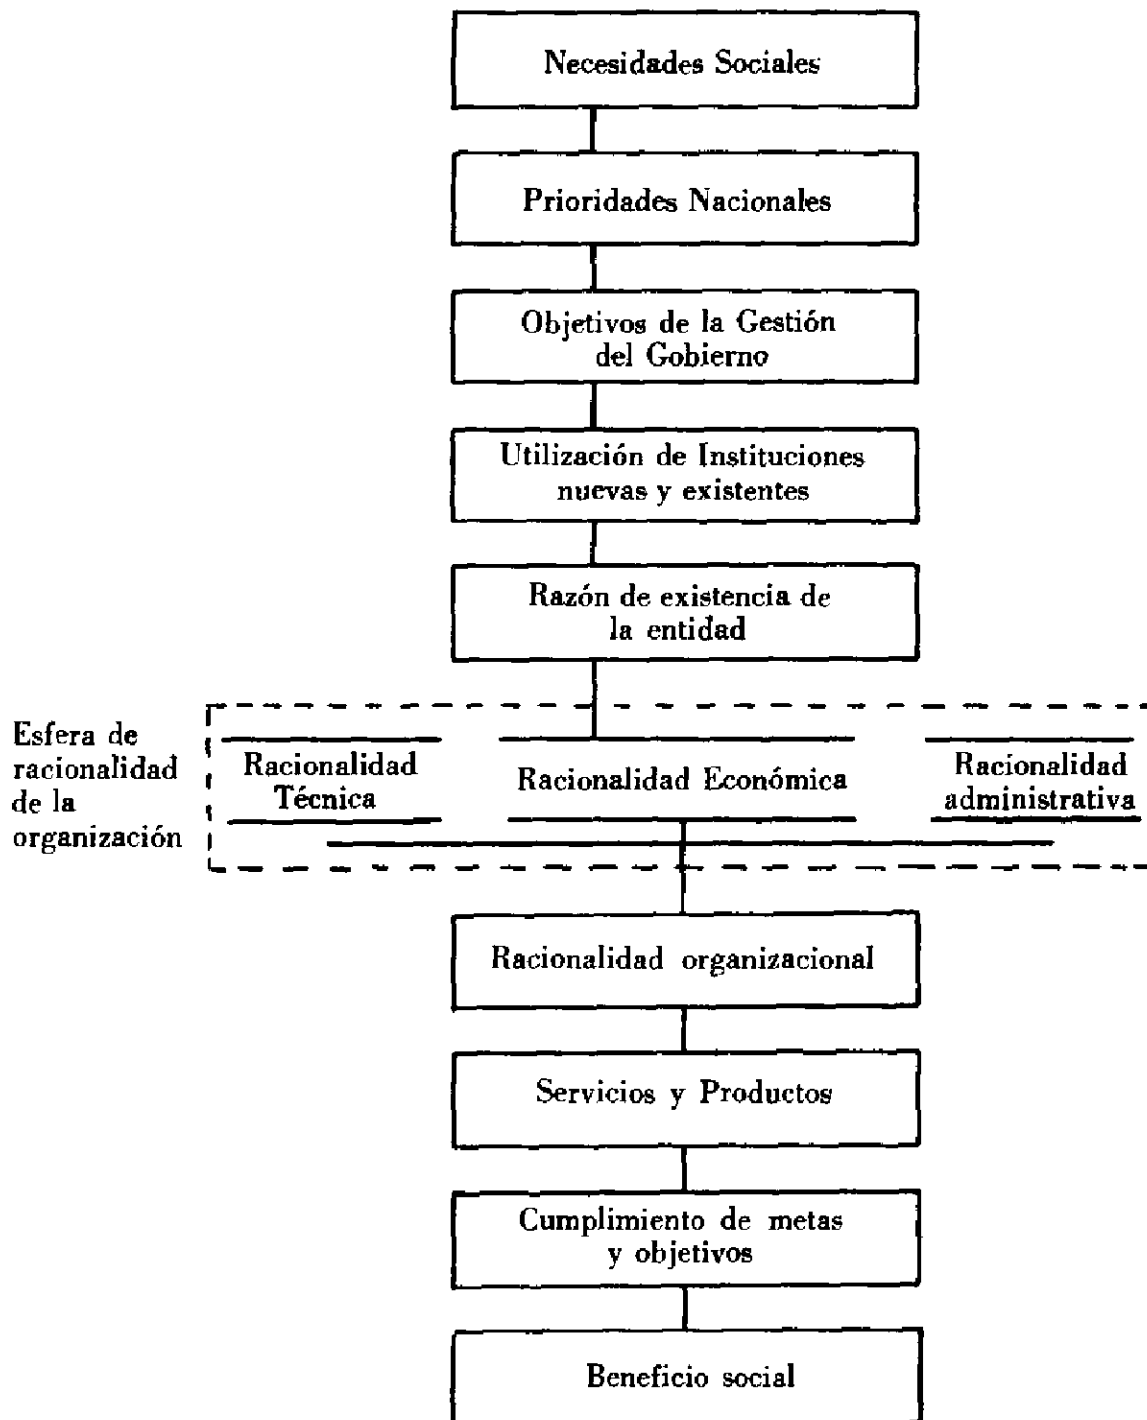 Necesidades Sociales
Prioridades Nacionales
Objetivos de la Gestión
del Gobierno
Utilización de Instituciones
nuevas y existentes
Razón de existencia de
la entidad
Esfera de
racionalidad
de la
organización
Racionalidad
Técnica
Racionalidad Económica
Racionalidad
administrativa
Racionalidad organizacional
Servicios y Productos
Cumplimiento de metas
y objetivos
Beneficio social